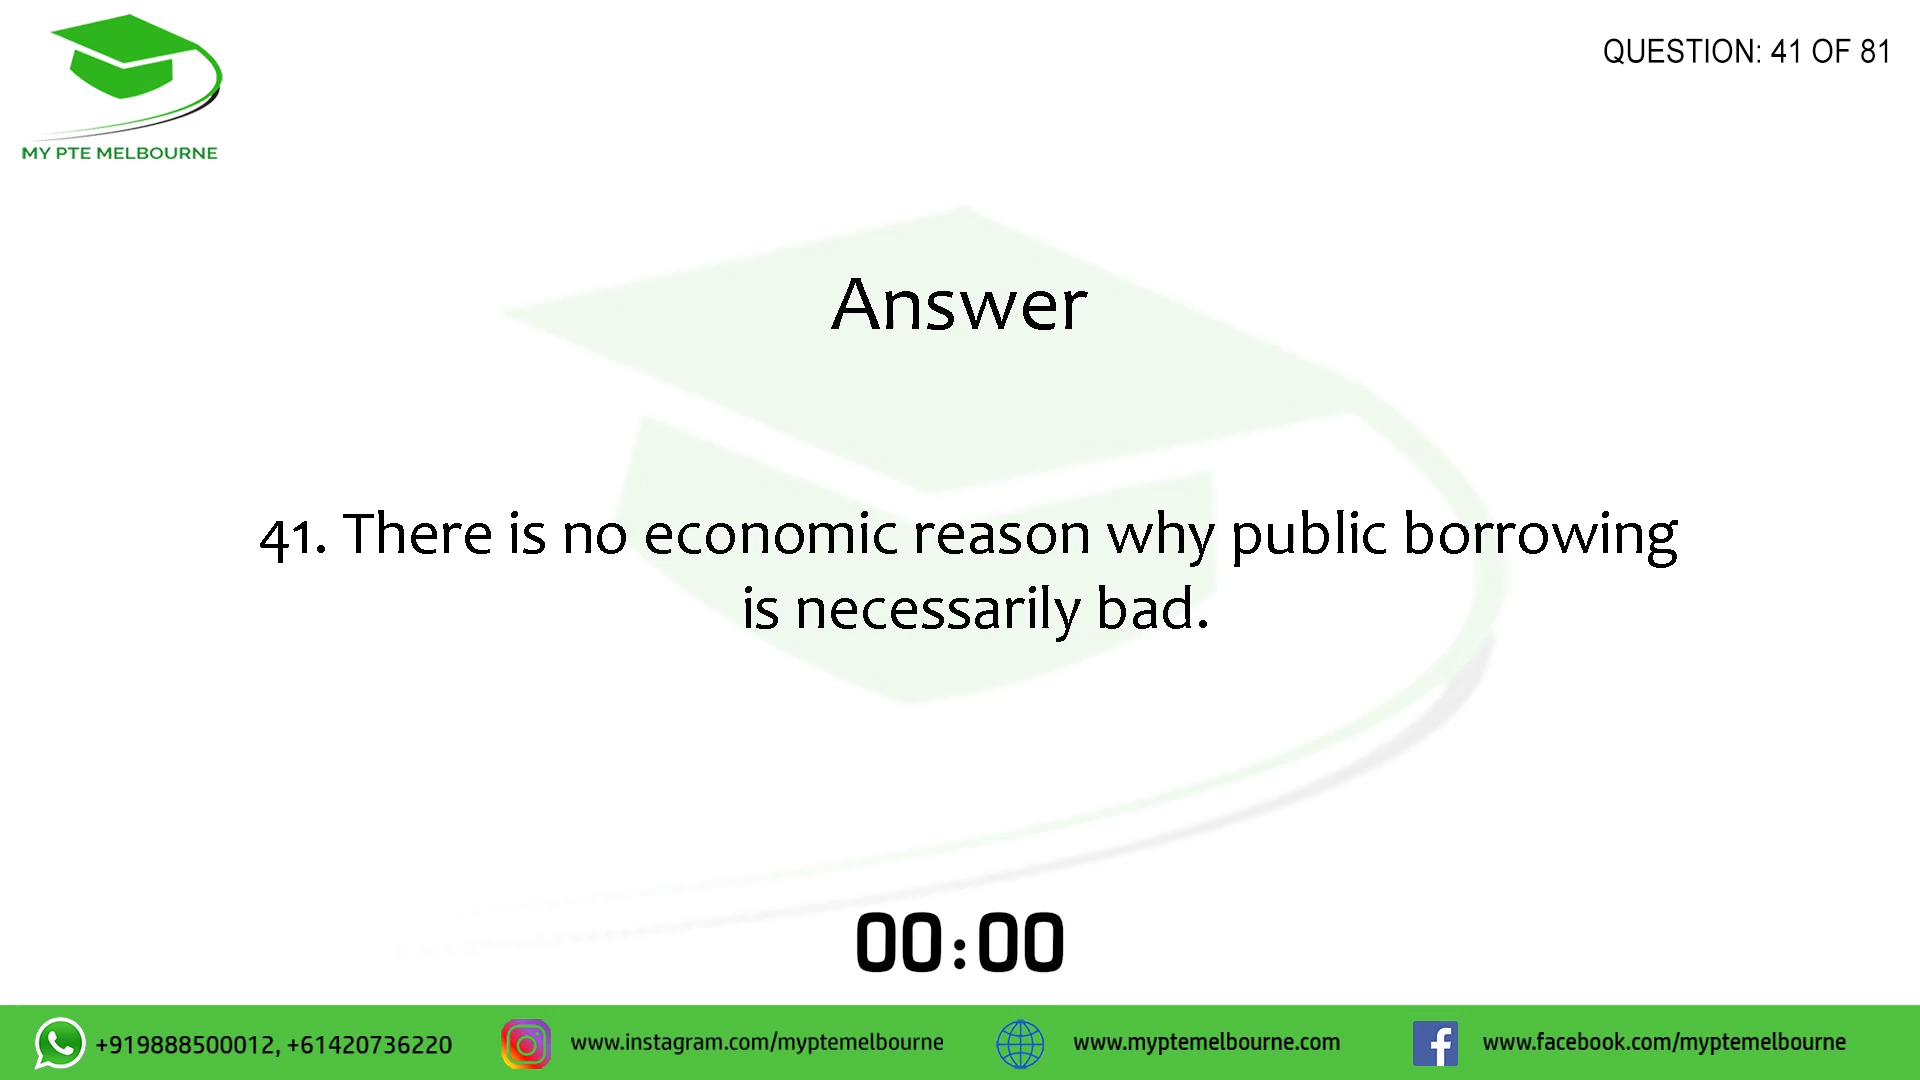 QUESTION: 41 OF 81
MY PTE MELBOURNE
Answer
41. There is no economic reason why public borrowing
is necessarily bad.
00:00
+919888500012, +61420736220 www.instagram.com/myptemelbourne www.myptemelbourne.com www.facebook.com/myptemelbourne